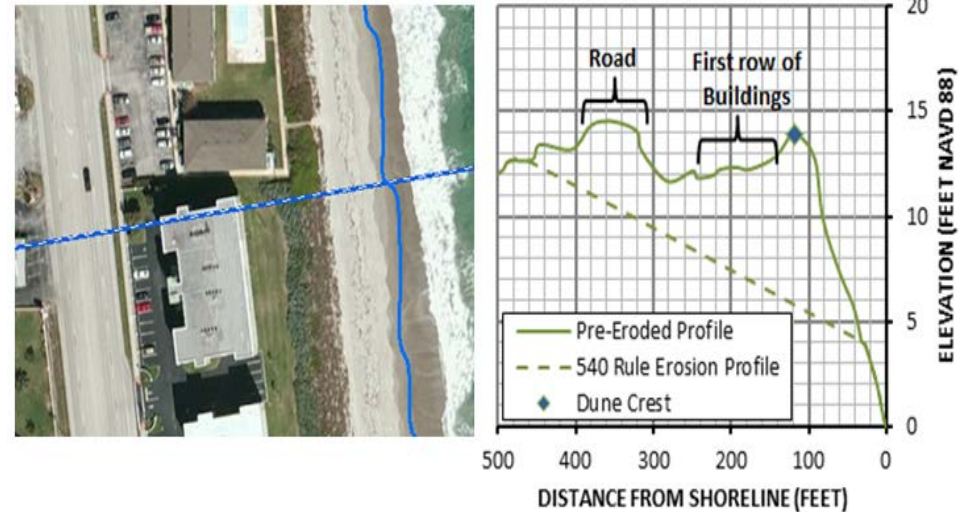 20
15
10
5
0
ELEVATION (FEET NAVD 88)
Road
First row of
Buildings
Pre-Eroded Profile
540 Rule Erosion Profile
Dune Crest
500 400 300 200 100 0
DISTANCE FROM SHORELINE (FEET)